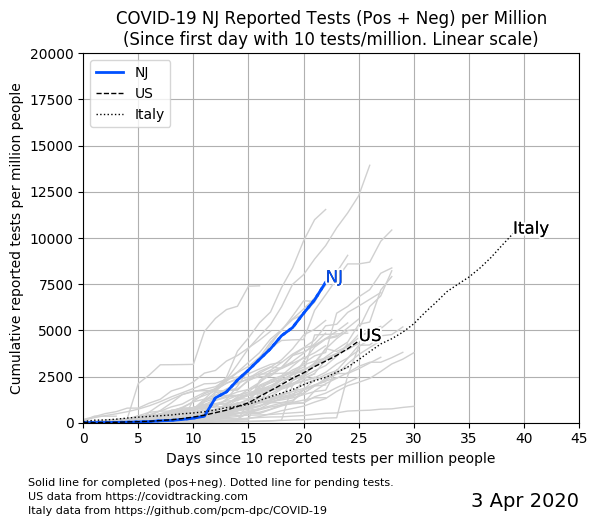 COVID-19 NJ Reported Tests (Pos + Neg) per Million
(Since first day with 10 tests/million. Linear scale)
Cumulative reported tests per million people
20000
17500
15000
12500
10000
7500
5000
2500
0
NJ
US
Italy
Italy
NJ
US
0 5 10 15 20 25 30 35 40 45
Days since 10 reported tests per million people
Solid line for completed (pos+neg). Dotted line for pending tests.
US data from https://covidtracking.com
Italy data from https://github.com/pcm-dpc/COVID-19
3 Apr 2020